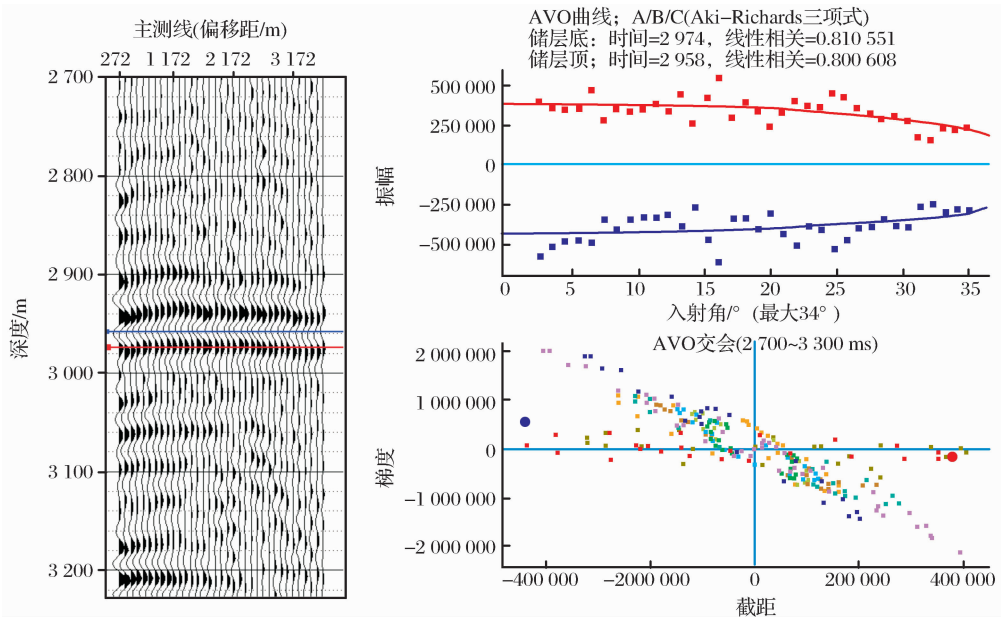 主测线(偏移距/m)
272 1 172 2 172 3 172
2 700
2 800
2 900
3 000
3 100
3 200
深度/m
AVO曲线；A/B/C(Aki-Richards三项式)
储层底：时间=2 974，线性相关=0.810 551
储层顶；时间=2 958，线性相关=0.800 608
500 000
250 000
0
-250 000
-500 000
振幅
0 5 10 15 20 25 30 35
入射角/° (最大34° )
AVO交会(2 700~3 300 ms)
2 000 000
1 000 000
0
-1 000 000
-2 000 000
梯度
-400 000 -2000 000 0 200 000 400 000
截距